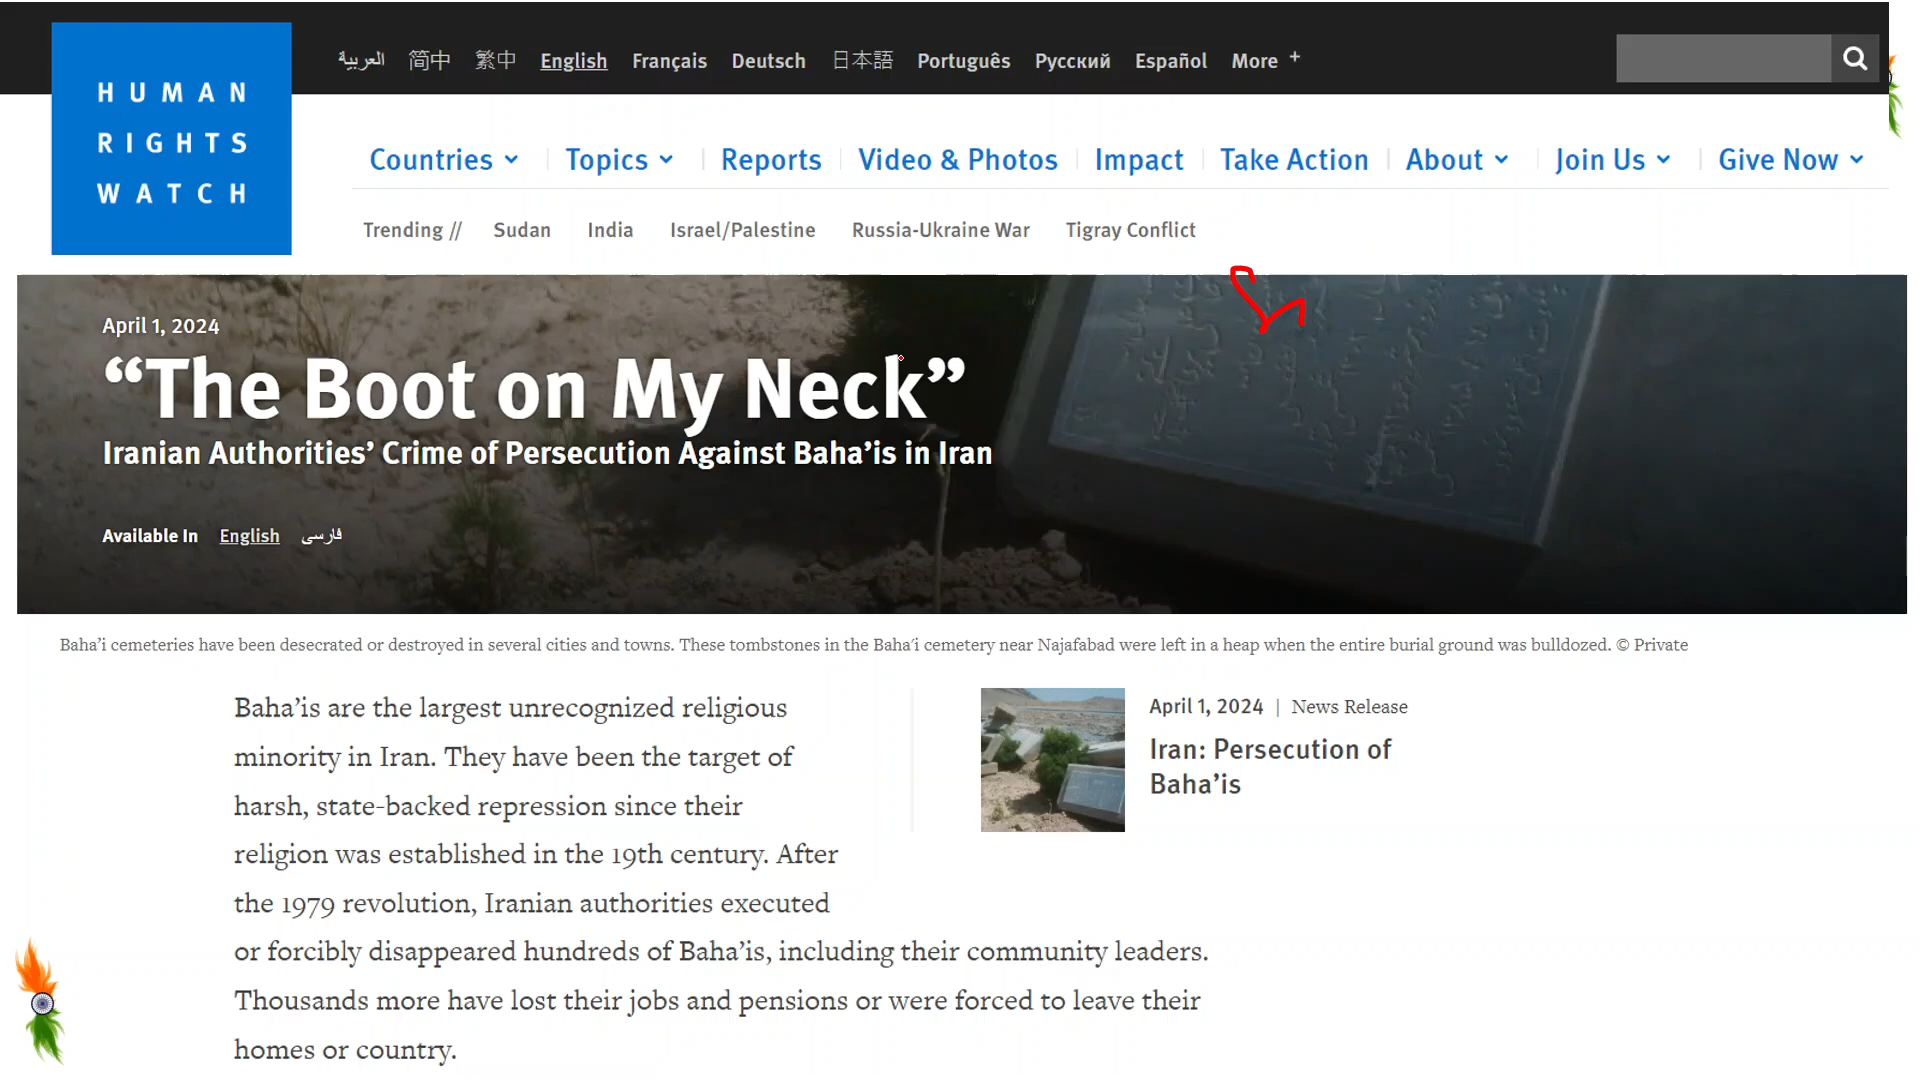 HUMAN
RIGHTS
WATCH
العربية 简中 繁中 English Français Deutsch 日本語 Português Русский Español More +
Countries Topics Reports Video & Photos Impact Take Action About Join Us Give Now
Trending // Sudan India Israel/Palestine Russia-Ukraine War Tigray Conflict
April 1, 2024
“The Boot on My Neck”
Iranian Authorities’ Crime of Persecution Against Baha’is in Iran
Available In English فارسی
Baha’i cemeteries have been desecrated or destroyed in several cities and towns. These tombstones in the Baha'i cemetery near Najafabad were left in a heap when the entire burial ground was bulldozed. © Private
Baha’is are the largest unrecognized religious
minority in Iran. They have been the target of
harsh, state-backed repression since their
religion was established in the 19th century. After
the 1979 revolution, Iranian authorities executed
or forcibly disappeared hundreds of Baha’is, including their community leaders.
Thousands more have lost their jobs and pensions or were forced to leave their
homes or country.
April 1, 2024 | News Release
Iran: Persecution of
Baha’is